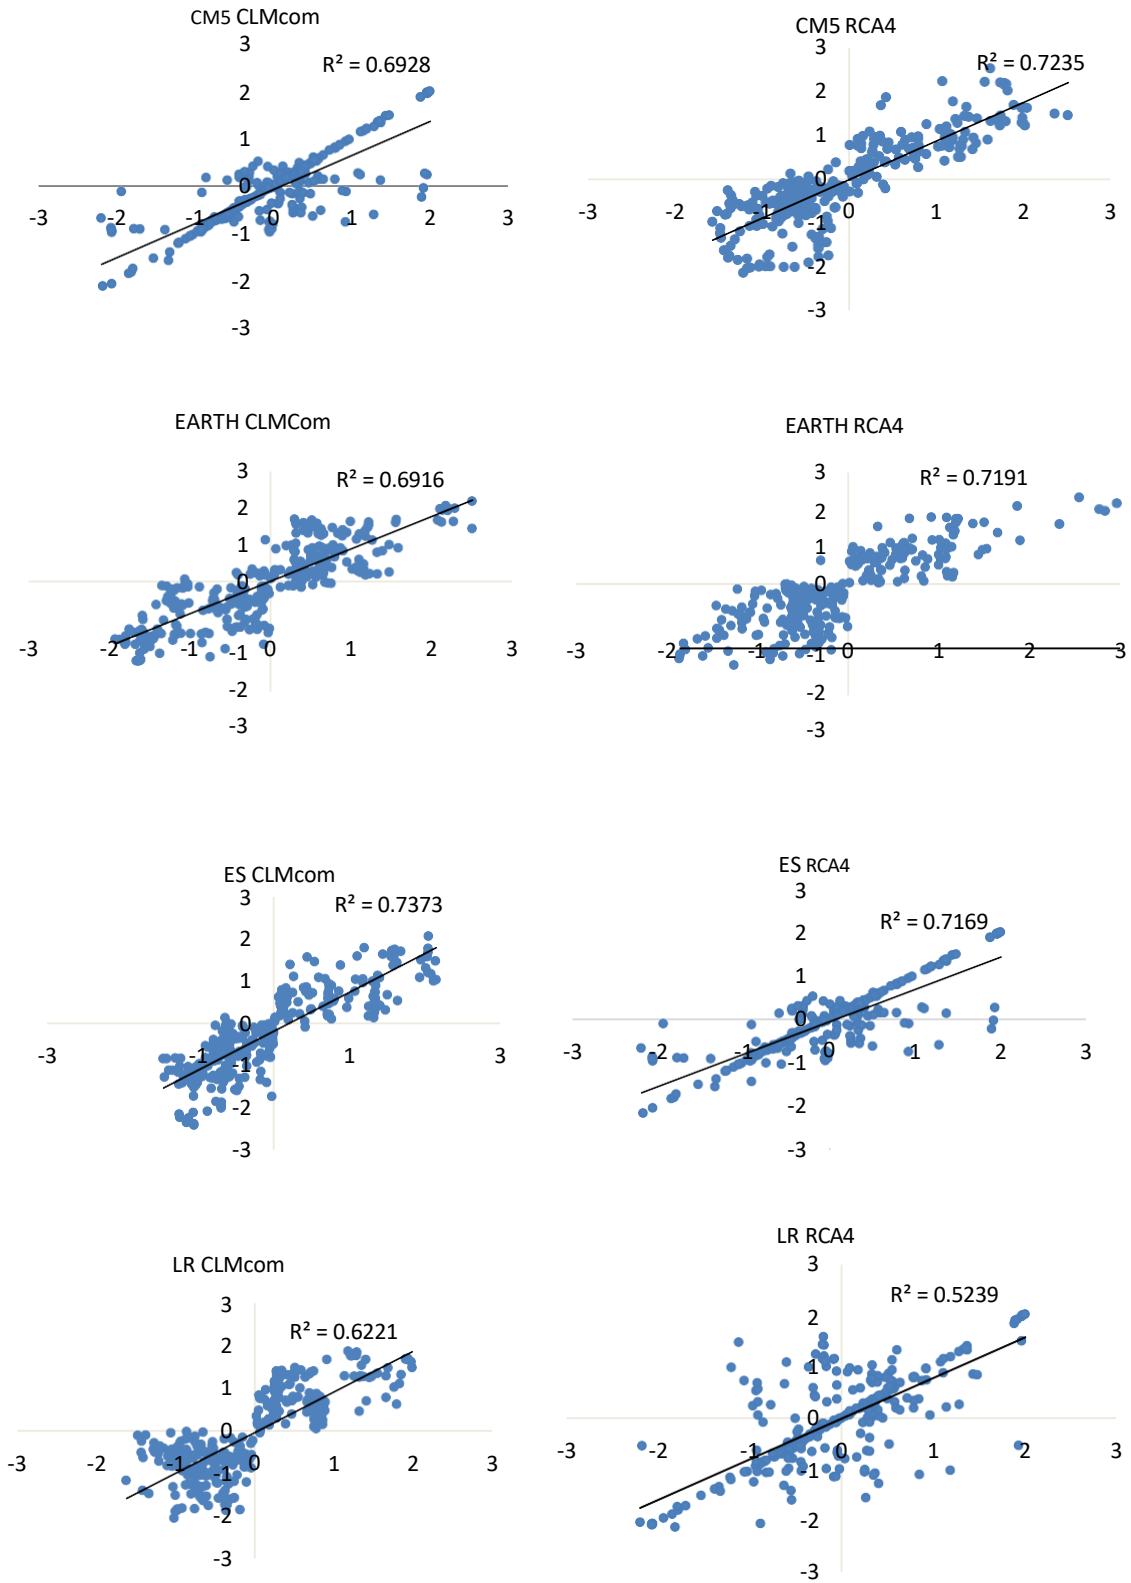 CM5 CLMcom
R² = 0.6928
3
2
1
0
-1
-2
-3
-3 -2 -1 0 1 2 3
CM5 RCA4
R² = 0.7235
3
2
1
0
-1
-2
-3
-3 -2 -1 0 1 2 3
EARTH CLMCom
R² = 0.6916
3
2
1
0
-1
-2
-3
-3 -2 -1 0 1 2 3
EARTH RCA4
R² = 0.7191
3
2
1
0
-1
-2
-3
-3 -2 -1 0 1 2 3
ES CLMcom
R² = 0.7373
3
2
1
0
-1
-2
-3
-3 -1 1 3
ES RCA4
R² = 0.7169
3
2
1
0
-1
-2
-3
-3 -2 -1 0 1 2 3
LR CLMcom
R² = 0.6221
3
2
1
0
-1
-2
-3
-3 -2 -1 0 1 2 3
LR RCA4
R² = 0.5239
3
2
1
0
-1
-2
-3
-3 -2 -1 0 1 2 3